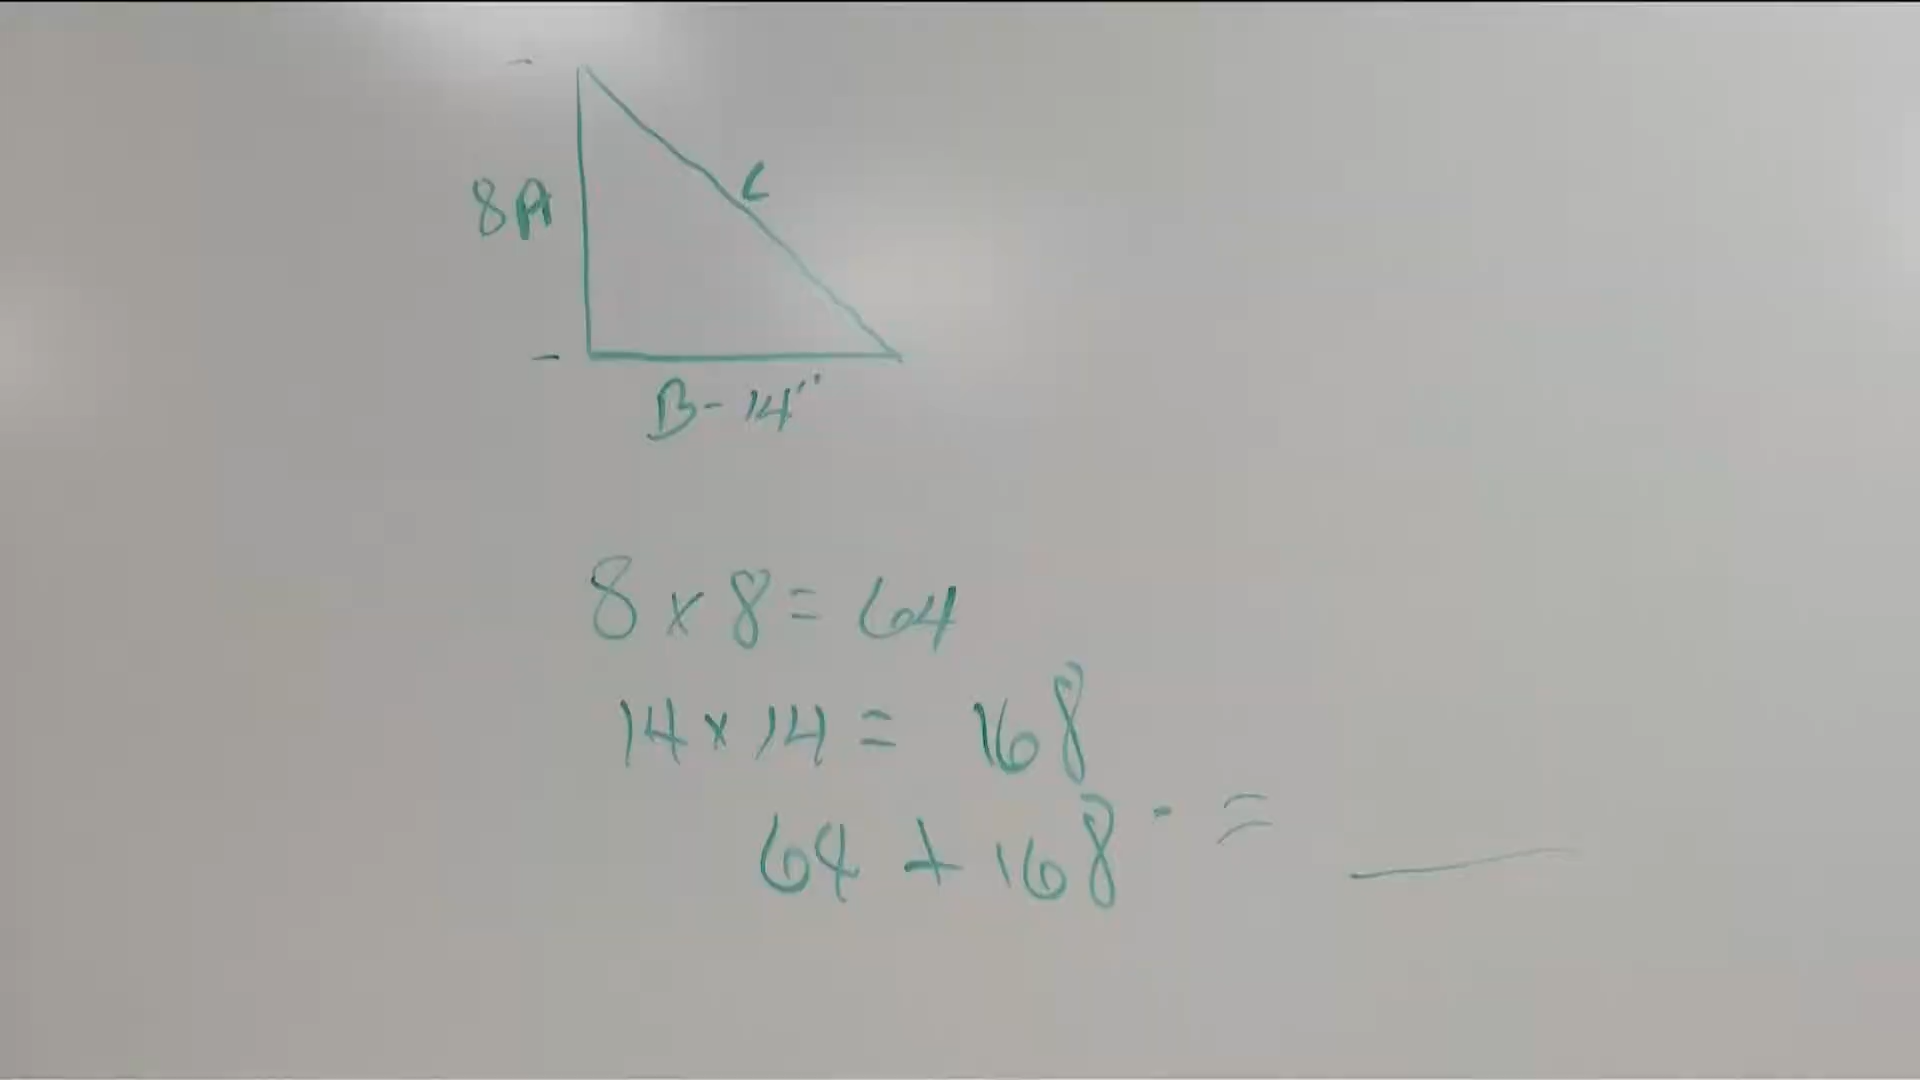 8A
C
B- 14"
8 x 8 = 64
14 x 14 = 168
64 + 168 =